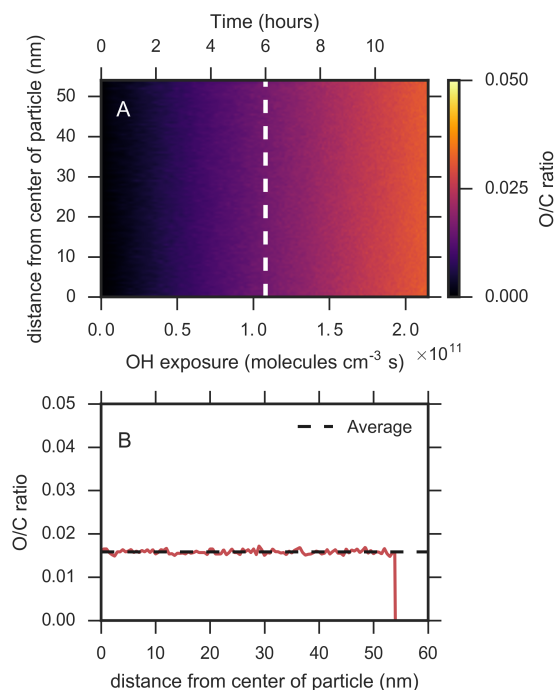 Time (hours)
0 2 4 6 8 10
distance from center of particle (nm)
50
40
30
20
10
0
A
0.0 0.5 1.0 1.5 2.0
×10¹¹
OH exposure (molecules cm⁻³ s)
0.050
0.025
0.000
O/C ratio
O/C ratio
0.05
0.04
0.03
0.02
0.01
0.00
B
Average
0 10 20 30 40 50 60
distance from center of particle (nm)